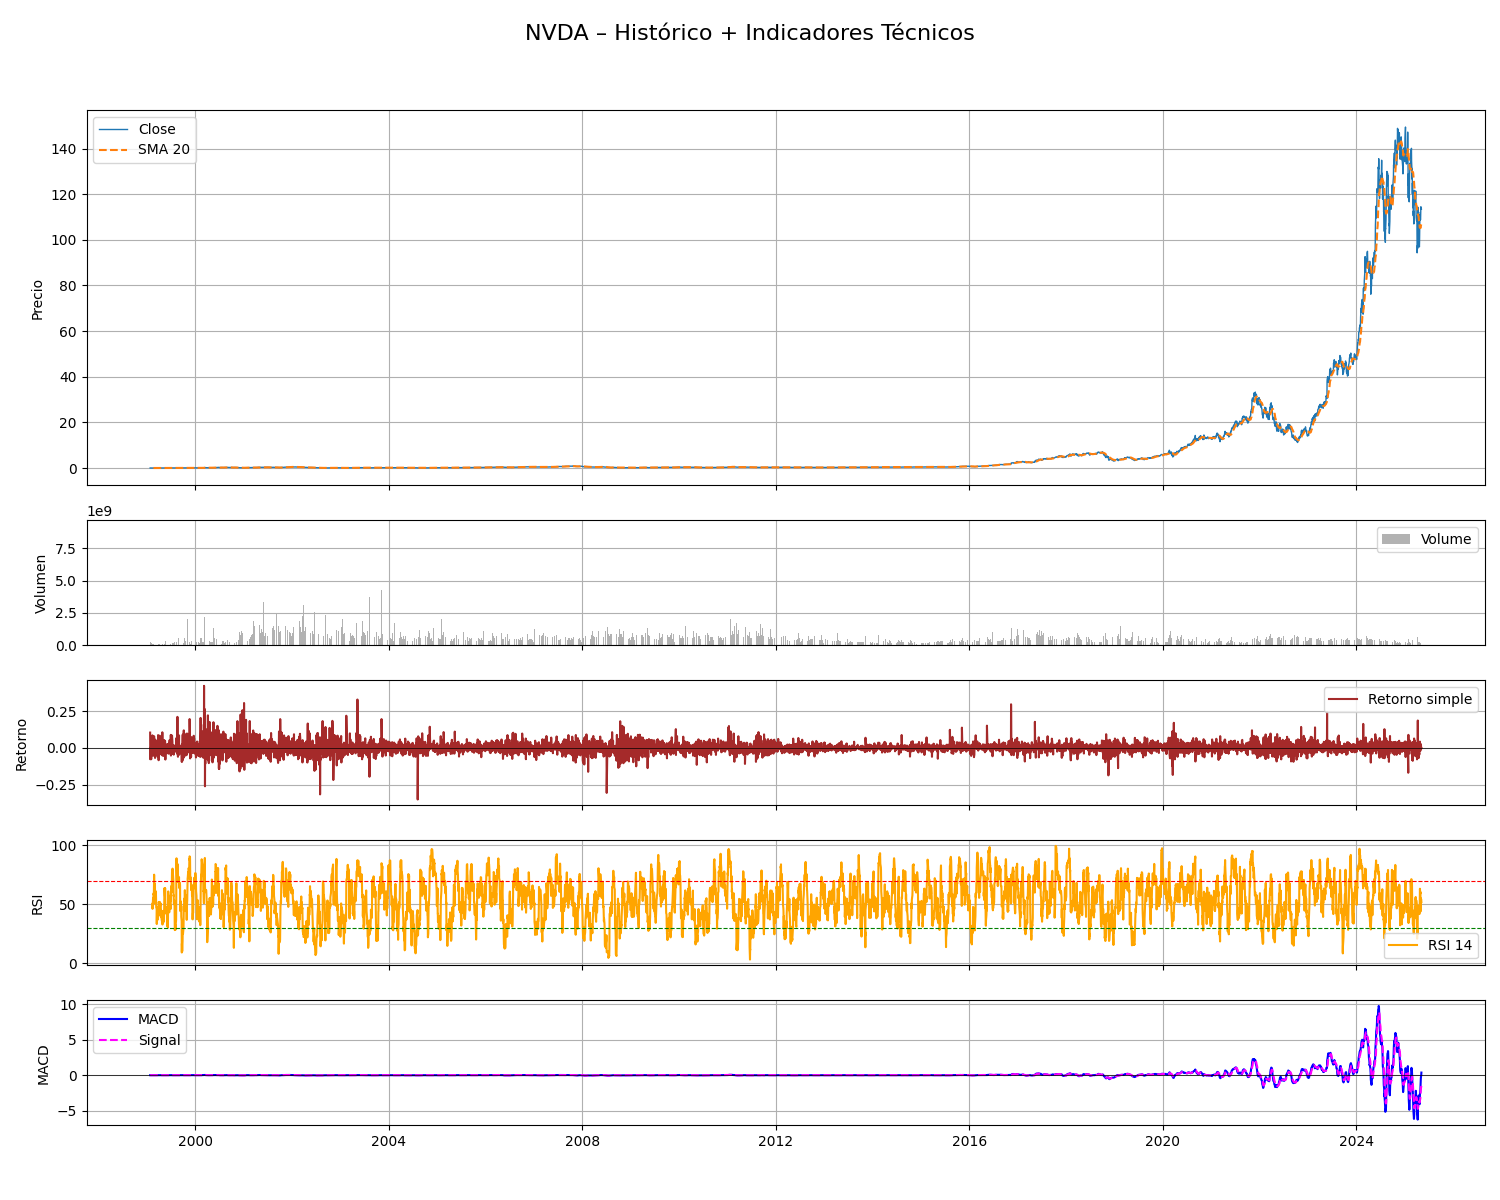 NVDA – Histórico + Indicadores Técnicos
Close
SMA 20
140
120
100
80
60
40
20
0
Precio
1e9
Volume
7.5
5.0
2.5
0.0
Volumen
Retorno simple
0.25
0.00
−0.25
Retorno
100
50
0
RSI
RSI 14
MACD
Signal
10
5
0
−5
MACD
2000 2004 2008 2012 2016 2020 2024